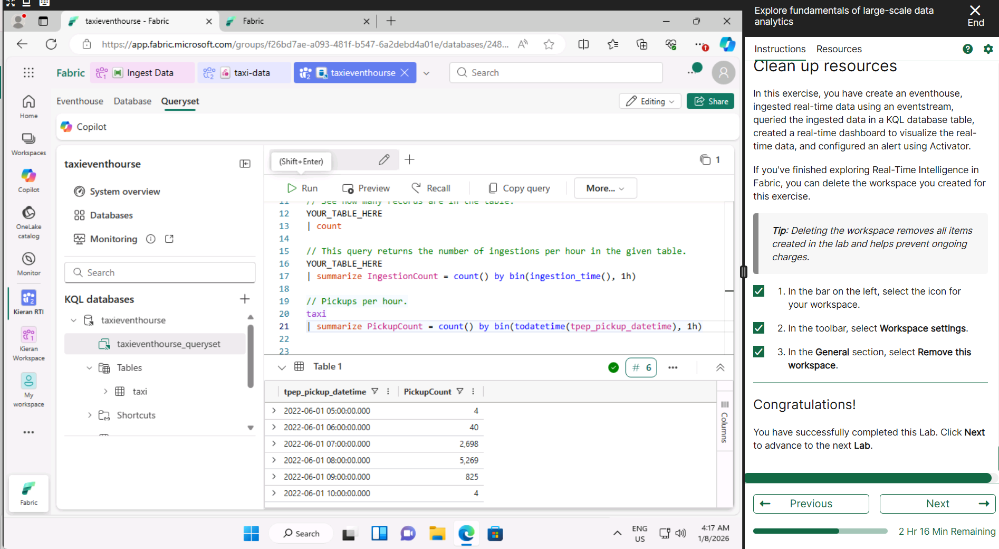 taxieventhourse - Fabric
Fabric
https://app.fabric.microsoft.com/groups/f26bd7ae-a093-481f-b547-6a2debd4a01e/databases/248...
Fabric
Ingest Data
taxi-data
taxieventhourse
Search
Home
Workspaces
Copilot
OneLake
catalog
Monitor
Kieran RTI
Kieran
Workspace
My
workspace
Fabric
Eventhouse
Database
Queryset
Editing
Share
Copilot
taxieventhourse
System overview
Databases
Monitoring
Search
KQL databases
taxieventhourse
taxieventhourse_queryset
Tables
taxi
Shortcuts
(Shift+Enter)
1
Run
Preview
Recall
Copy query
More...
11 // See how many records are in the table.
12 YOUR_TABLE_HERE
13 | count
14
15 // This query returns the number of ingestions per hour in the given table.
16 YOUR_TABLE_HERE
17 | summarize IngestionCount = count() by bin(ingestion_time(), 1h)
18
19 // Pickups per hour.
20 taxi
21 | summarize PickupCount = count() by bin(todatetime(tpep_pickup_datetime), 1h)
22
23
Table 1
# 6
tpep_pickup_datetime PickupCount
2022-06-01 05:00:00.000 4
2022-06-01 06:00:00.000 40
2022-06-01 07:00:00.000 2,698
2022-06-01 08:00:00.000 5,269
2022-06-01 09:00:00.000 825
2022-06-01 10:00:00.000 4
Columns
Search
ENG
US
4:17 AM
1/8/2026
Explore fundamentals of large-scale data
analytics
End
Instructions
Resources
Clean up resources
In this exercise, you have create an eventhouse,
ingested real-time data using an eventstream,
queried the ingested data in a KQL database table,
created a real-time dashboard to visualize the real-
time data, and configured an alert using Activator.
If you've finished exploring Real-Time Intelligence in
Fabric, you can delete the workspace you created for
this exercise.
Tip: Deleting the workspace removes all items
created in the lab and helps prevent ongoing
charges.
1. In the bar on the left, select the icon for
your workspace.
2. In the toolbar, select Workspace settings.
3. In the General section, select Remove this
workspace.
Congratulations!
You have successfully completed this Lab. Click Next
to advance to the next Lab.
Previous
Next
2 Hr 16 Min Remaining